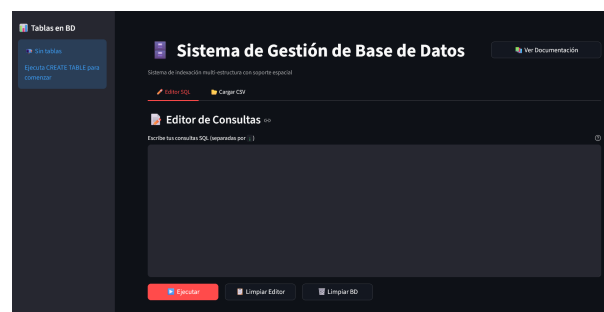 Tablas en BD
Sin tablas
Ejecuta CREATE TABLE para
comenzar
Sistema de Gestión de Base de Datos
Ver Documentación
Sistema de indexación multi-estructura con soporte espacial
Editor SQL
Cargar CSV
Editor de Consultas
Escribe tus consultas SQL (separadas por ;)
Ejecutar
Limpiar Editor
Limpiar BD